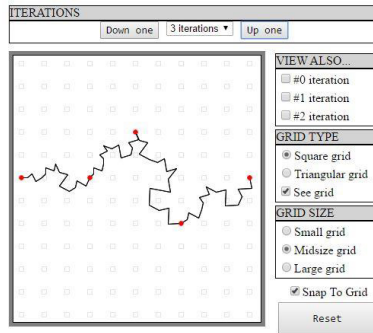 ITERATIONS
Down one 3 iterations Up one
VIEW ALSO...
#0 iteration
#1 iteration
#2 iteration
GRID TYPE
Square grid
Triangular grid
See grid
GRID SIZE
Small grid
Midsize grid
Large grid
Snap To Grid
Reset